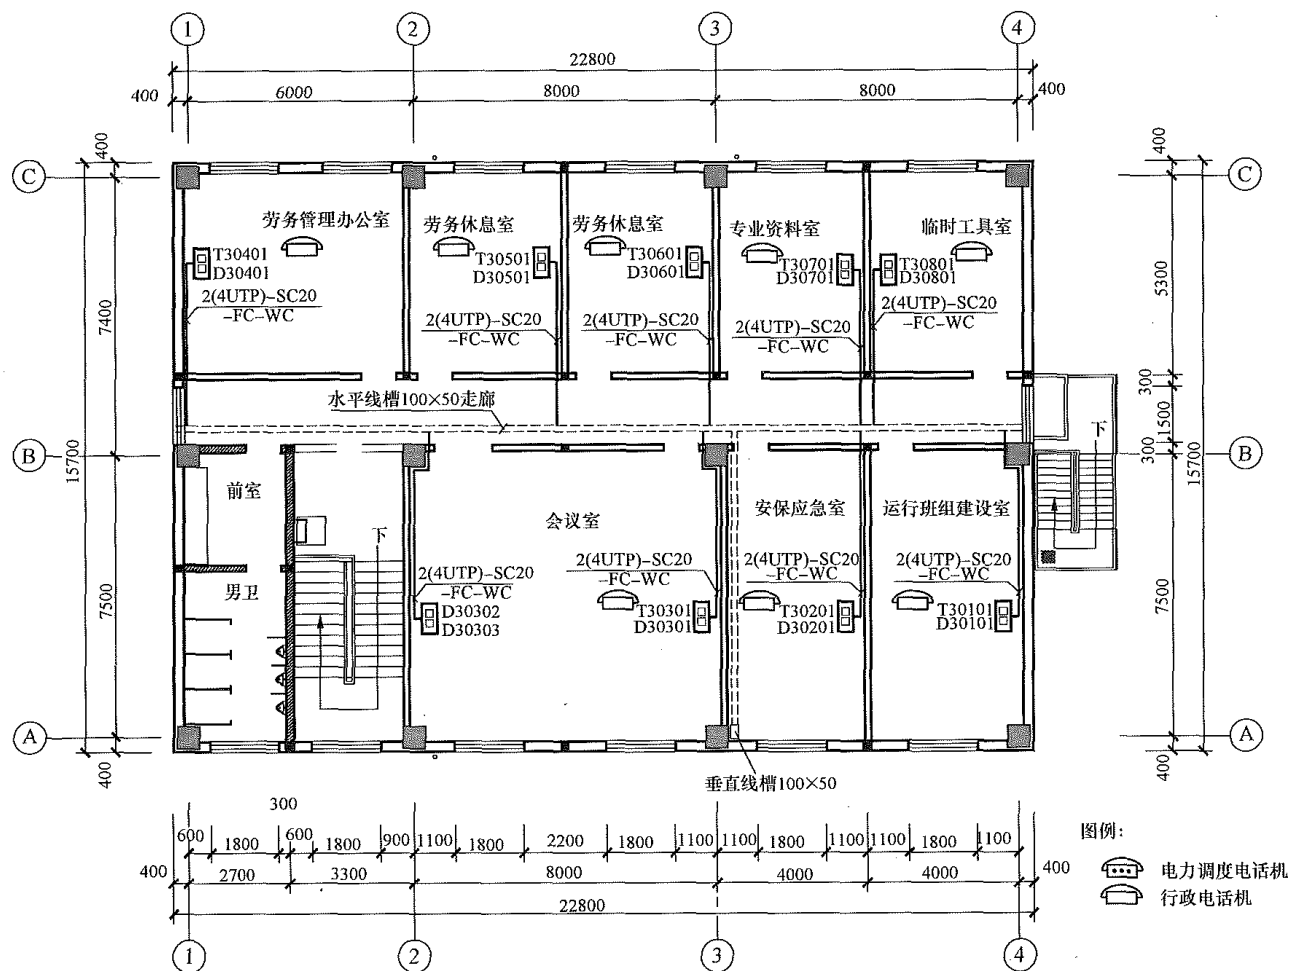 1 2 3 4
22800
400 6000 8000 8000 400
C
400
7400
15700
B
7500
A
400
C
400
5300
300
1500
300
15700
B
7500
A
400
劳务管理办公室
T30401
D30401
2(4UTP)-SC20
-FC-WC
劳务休息室
T30501
D30501
2(4UTP)-SC20
-FC-WC
劳务休息室
T30601
D30601
2(4UTP)-SC20
-FC-WC
专业资料室
T30701
D30701
2(4UTP)-SC20
-FC-WC
临时工具室
T30801
D30801
2(4UTP)-SC20
-FC-WC
水平线槽100×50走廊
下
前室
男卫
下
会议室
2(4UTP)-SC20
-FC-WC
D30302
D30303
2(4UTP)-SC20
-FC-WC
T30301
D30301
安保应急室
2(4UTP)-SC20
-FC-WC
T30201
D30201
运行班组建设室
2(4UTP)-SC20
-FC-WC
T30101
D30101
垂直线槽100×50
300
600 1800 600 1800 900 1100 1800 2200 1800 1100 1100 1800 1100 1100 1800 1100
400 2700 3300 8000 4000 4000 400
22800
1 2 3 4
图例:
电力调度电话机
行政电话机